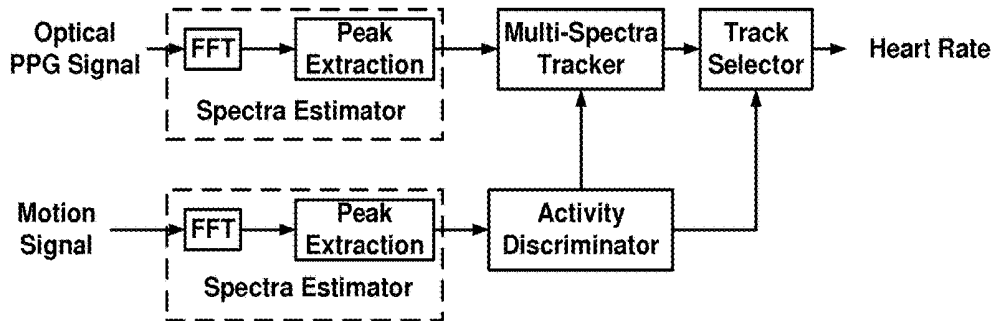 Optical
PPG Signal
FFT
Peak
Extraction
Spectra Estimator
Multi-Spectra
Tracker
Track
Selector
Heart Rate
Motion
Signal
FFT
Peak
Extraction
Spectra Estimator
Activity
Discriminator